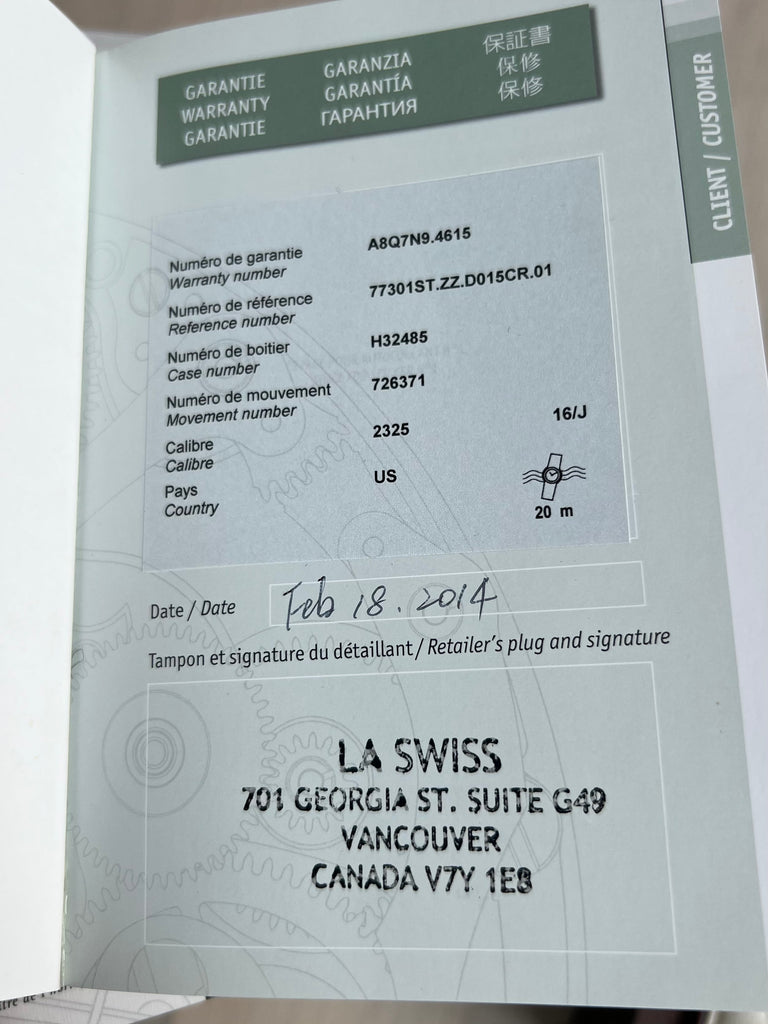 GARANTIE
WARRANTY
GARANTIE
GARANZIA
GARANTÍA
ГАРАНТИЯ
保証書
保修
保修
CLIENT / CUSTOMER
Numéro de garantie
Warranty number
A8Q7N9.4615
Numéro de référence
Reference number
77301ST.ZZ.D015CR.01
Numéro de boitier
Case number
H32485
Numéro de mouvement
Movement number
726371
Calibre
Calibre
2325
16/J
Pays
Country
US
20 m
Date / Date
Feb 18. 2014
Tampon et signature du détaillant / Retailer's plug and signature
LA SWISS
701 GEORGIA ST. SUITE G49
VANCOUVER
CANADA V7Y 1E8